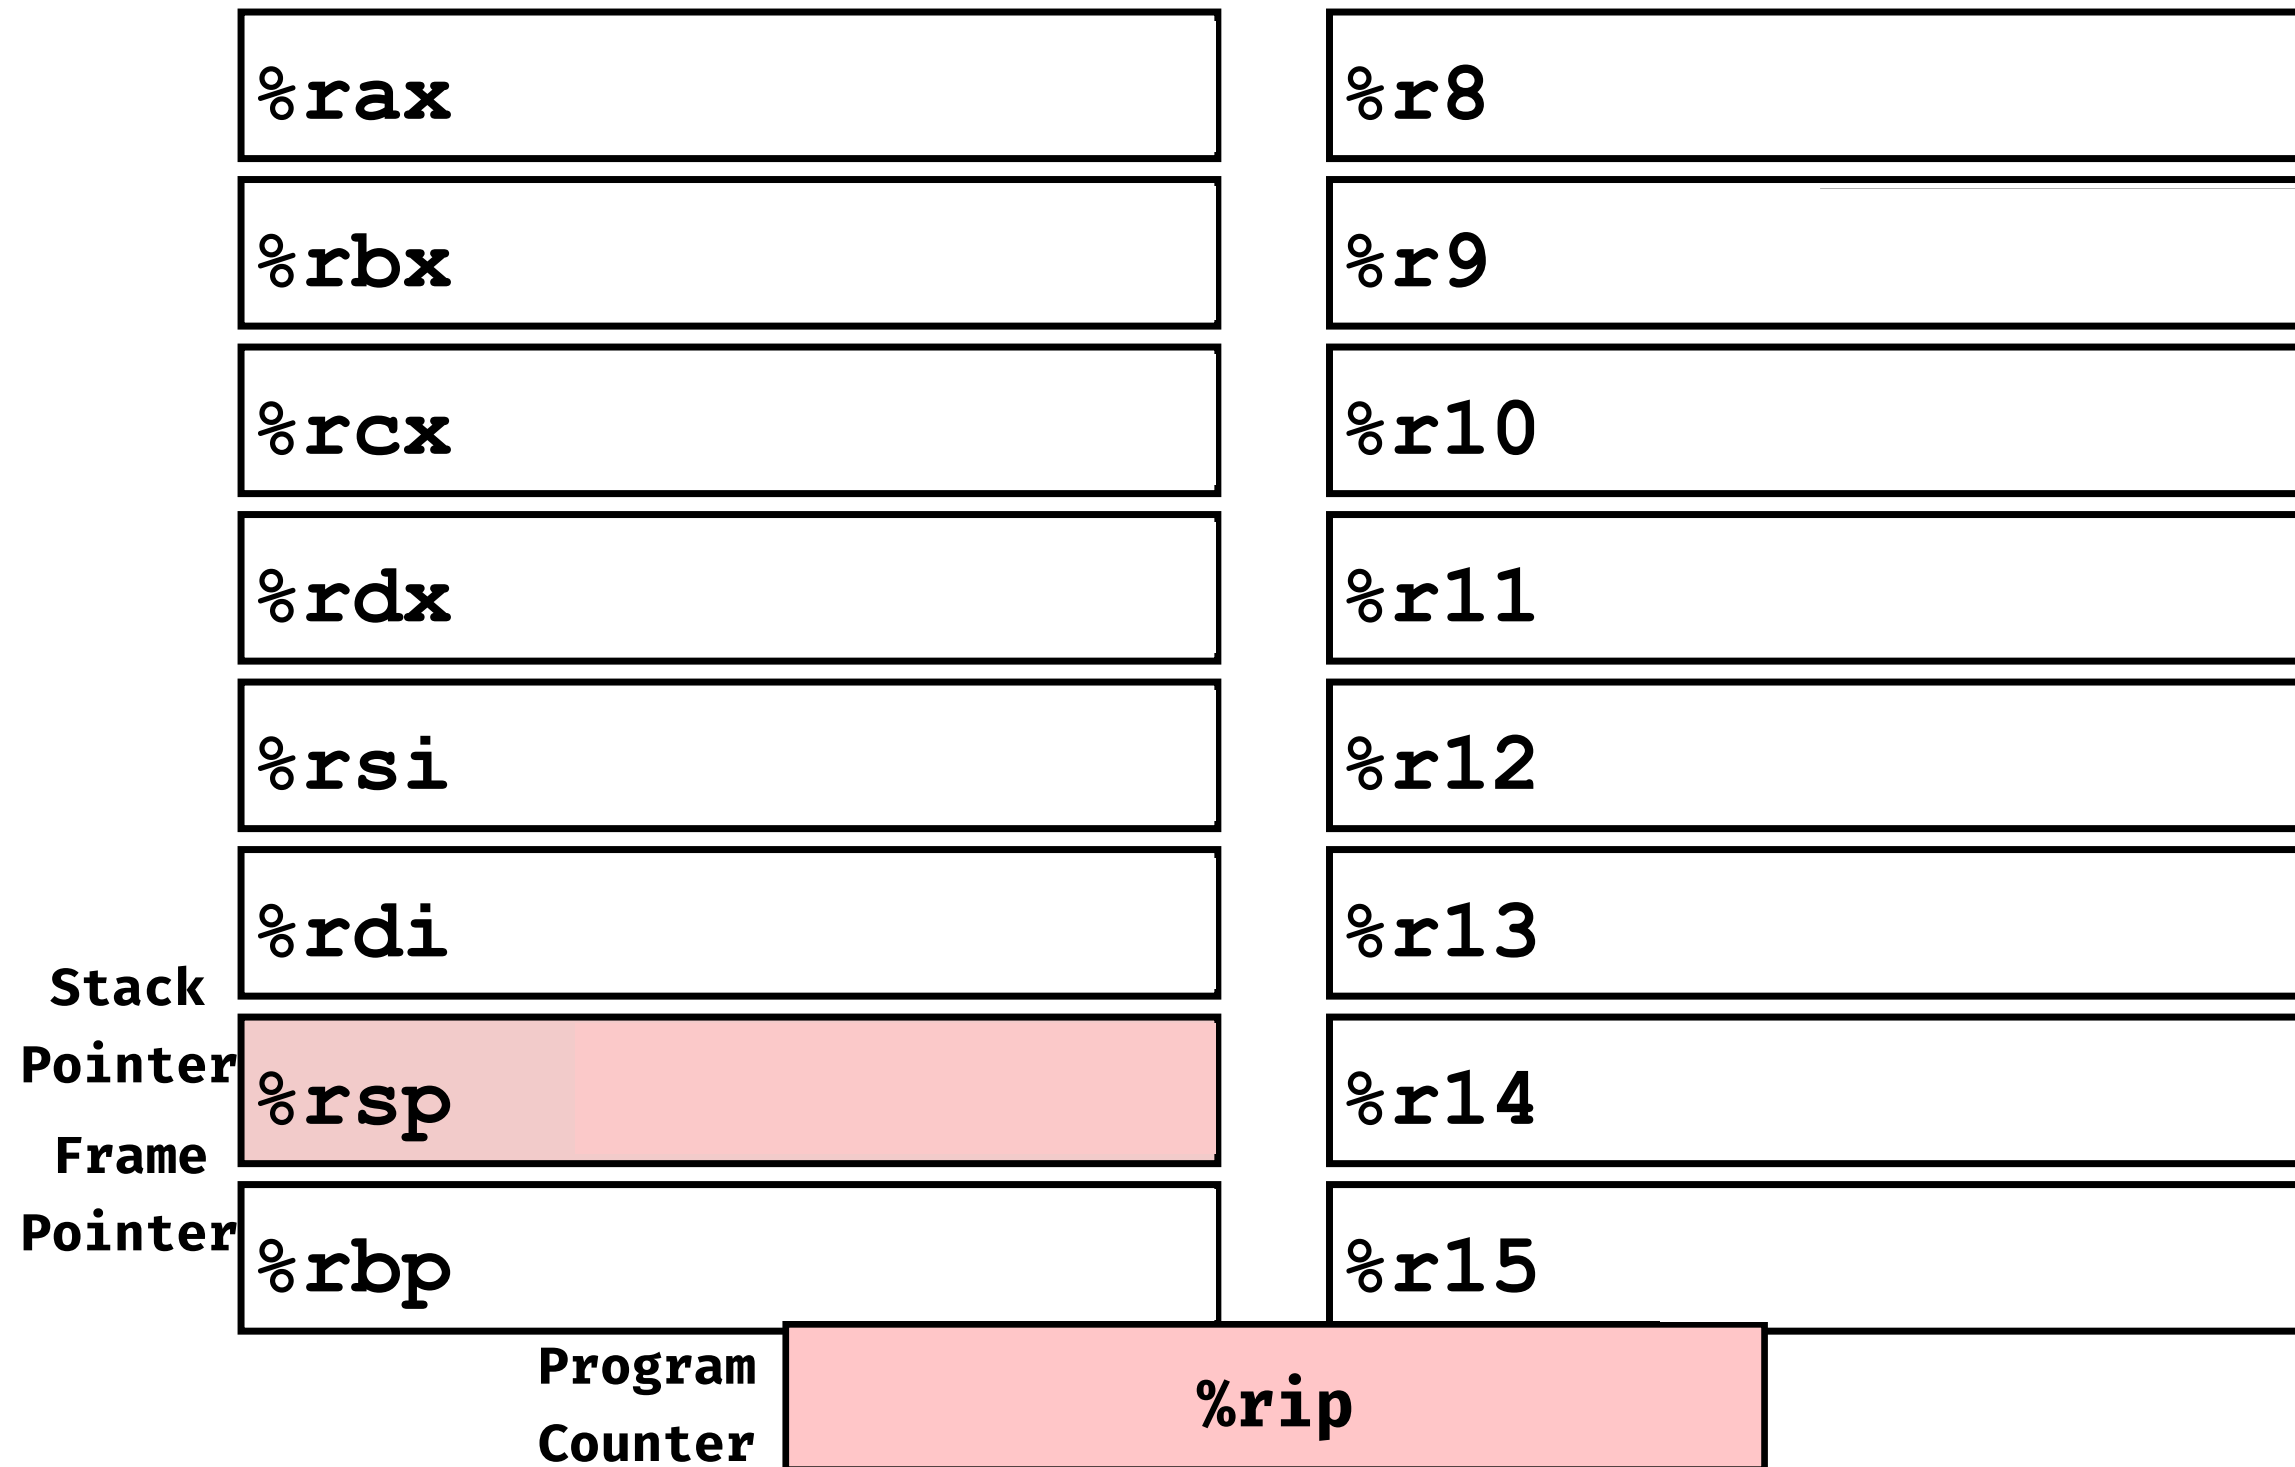 %rax
%r8
%rbx
%r9
%rcx
%r10
%rdx
%r11
%rsi
%r12
%rdi
%r13
Stack
Pointer
%rsp
%r14
Frame
Pointer
%rbp
%r15
Program
Counter
%rip